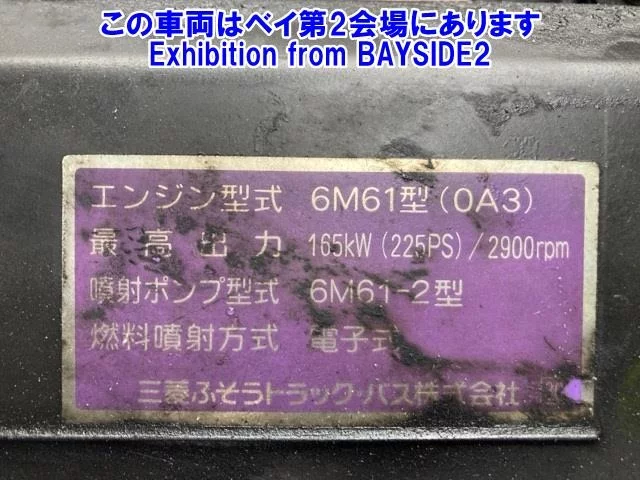 この車両はベイ第2会場にあります
Exhibition from BAYSIDE2
エンジン型式 6M61型(0A3)
最高出力 165kW(225PS)/2900rpm
噴射ポンプ型式 6M61-2型
燃料噴射方式 電子式
三菱ふそうトラック・バス株式会社